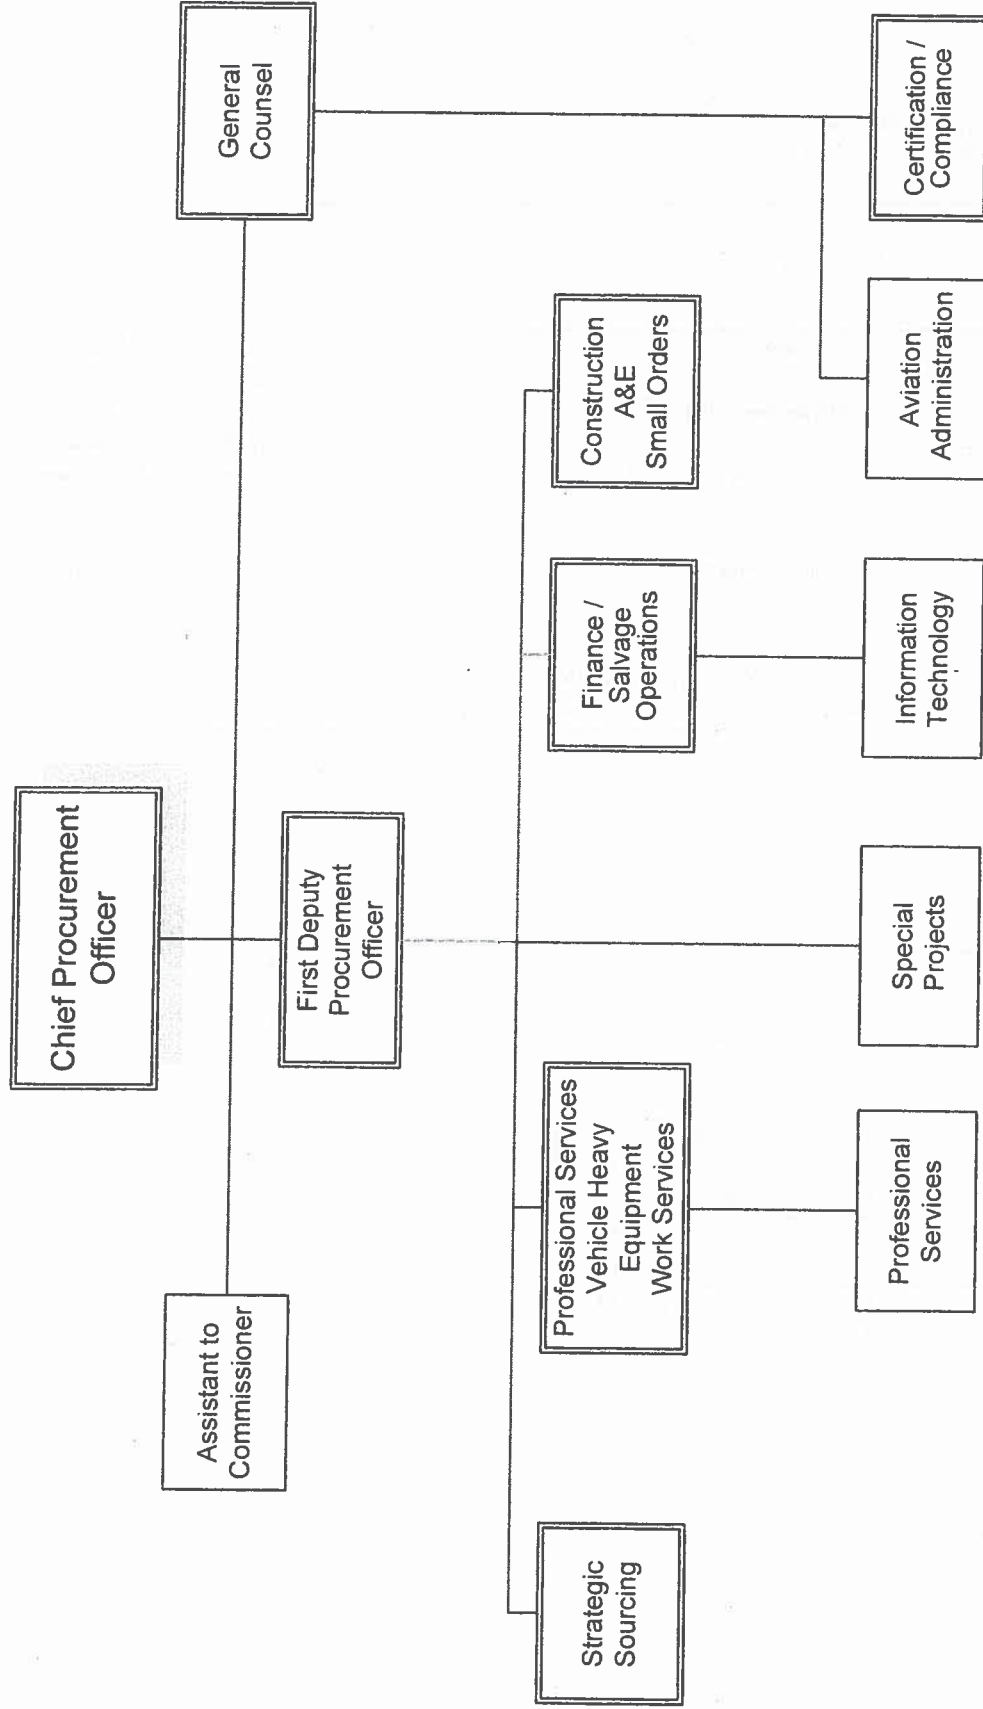 Chief Procurement
Officer
Assistant to
Commissioner
General
Counsel
First Deputy
Procurement
Officer
Strategic
Sourcing
Professional Services
Vehicle Heavy
Equipment
Work Services
Finance /
Salvage
Operations
Construction
A&E
Small Orders
Professional
Services
Special
Projects
Information
Technology
Aviation
Administration
Certification /
Compliance